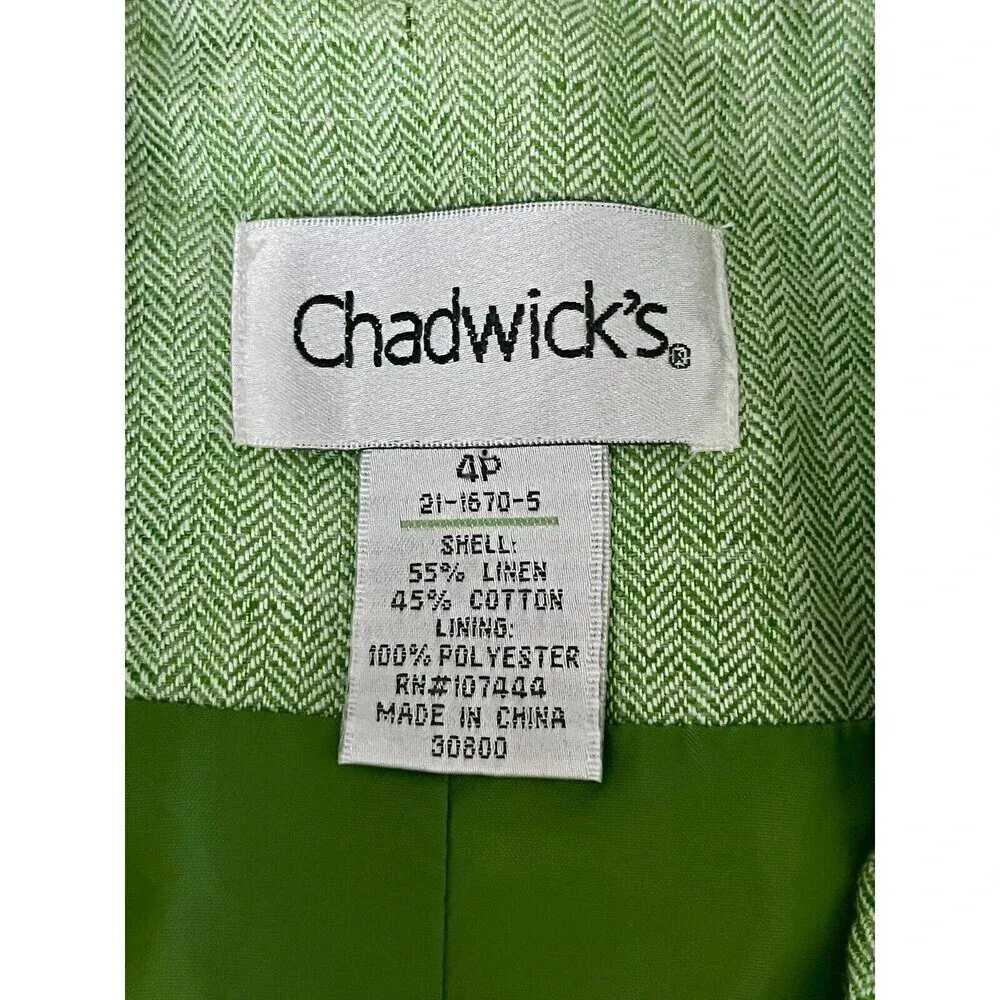 Chadwick's®
4P
21-1670-5
SHELL:
55% LINEN
45% COTTON
LINING:
100% POLYESTER
RN#107444
MADE IN CHINA
30800